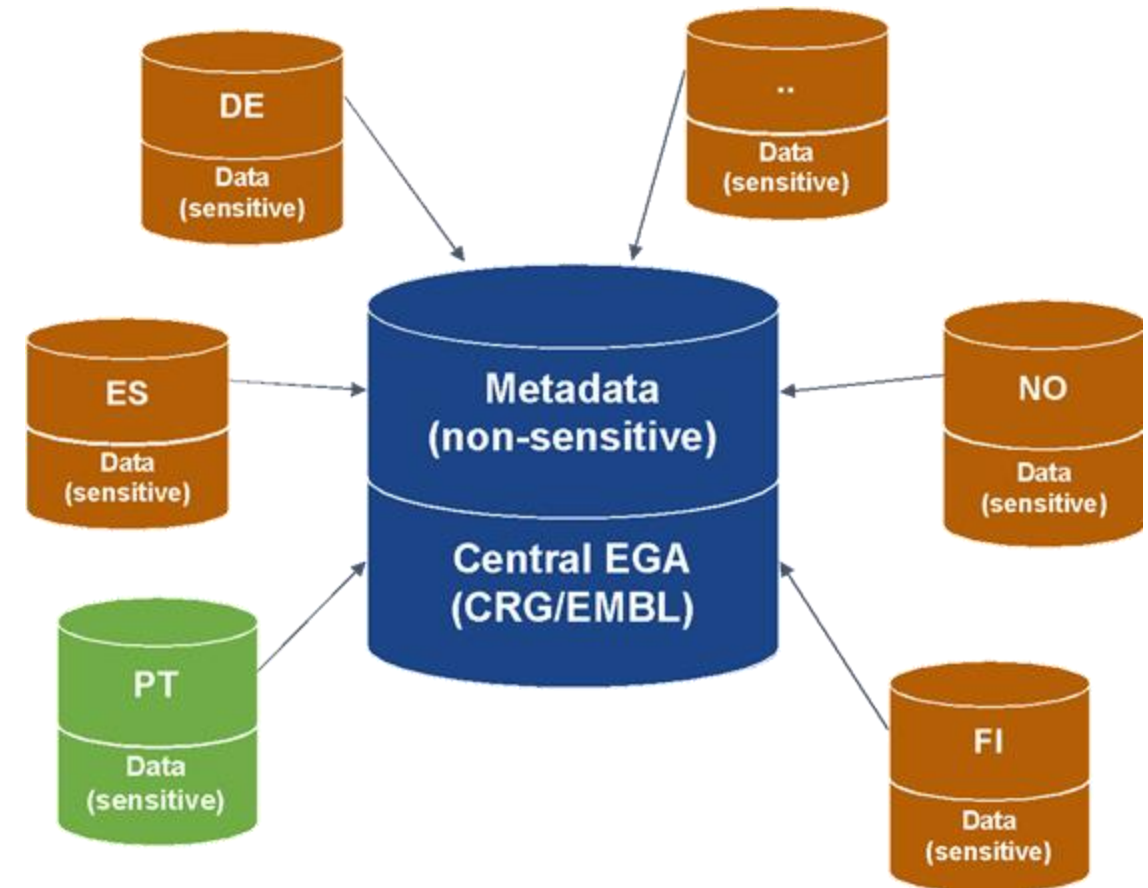 DE
Data
(sensitive)
..
Data
(sensitive)
ES
Data
(sensitive)
Metadata
(non-sensitive)
Central EGA
(CRG/EMBL)
NO
Data
(sensitive)
PT
Data
(sensitive)
FI
Data
(sensitive)